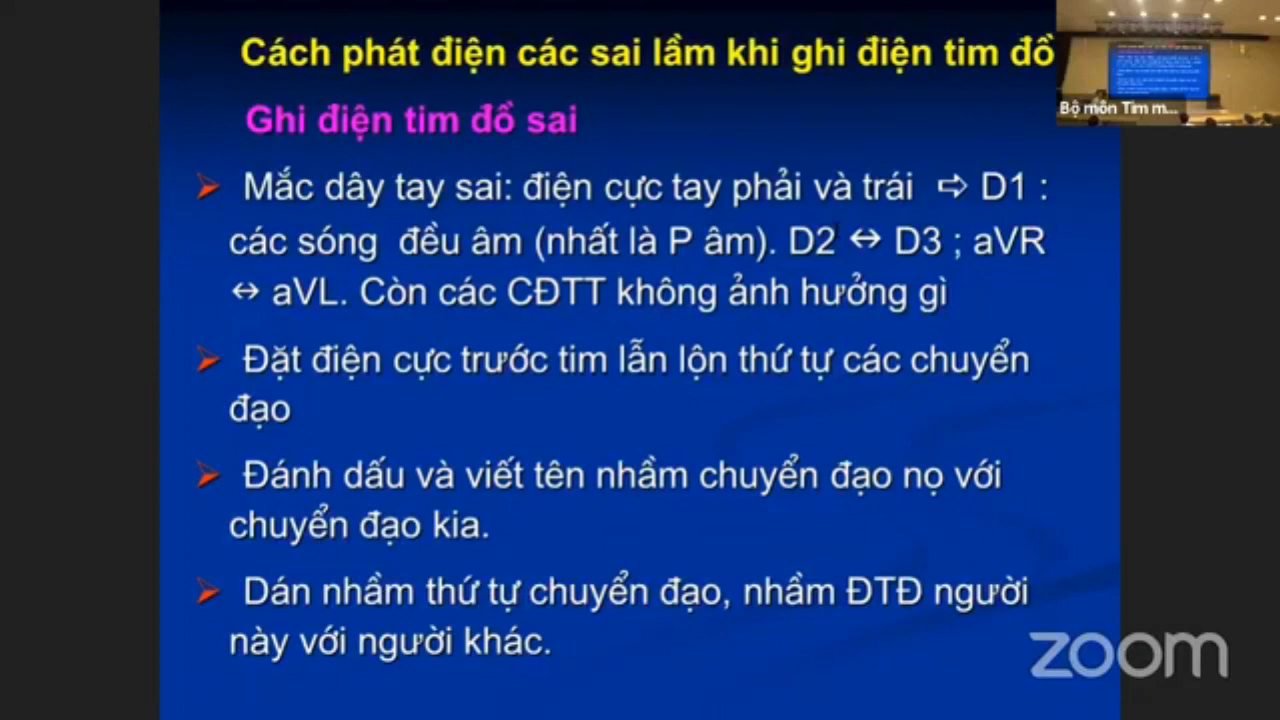 Cách phát điện các sai lầm khi ghi điện tim đồ
Bộ môn Tim m...
Ghi điện tim đồ sai
➢ Mắc dây tay sai: điện cực tay phải và trái ⇨ D1 :
các sóng đều âm (nhất là P âm). D2 ↔ D3 ; aVR
↔ aVL. Còn các CĐTT không ảnh hưởng gì
➢ Đặt điện cực trước tim lẫn lộn thứ tự các chuyển
đạo
➢ Đánh dấu và viết tên nhầm chuyển đạo nọ với
chuyển đạo kia.
➢ Dán nhầm thứ tự chuyển đạo, nhầm ĐTĐ người
này với người khác.
zoom